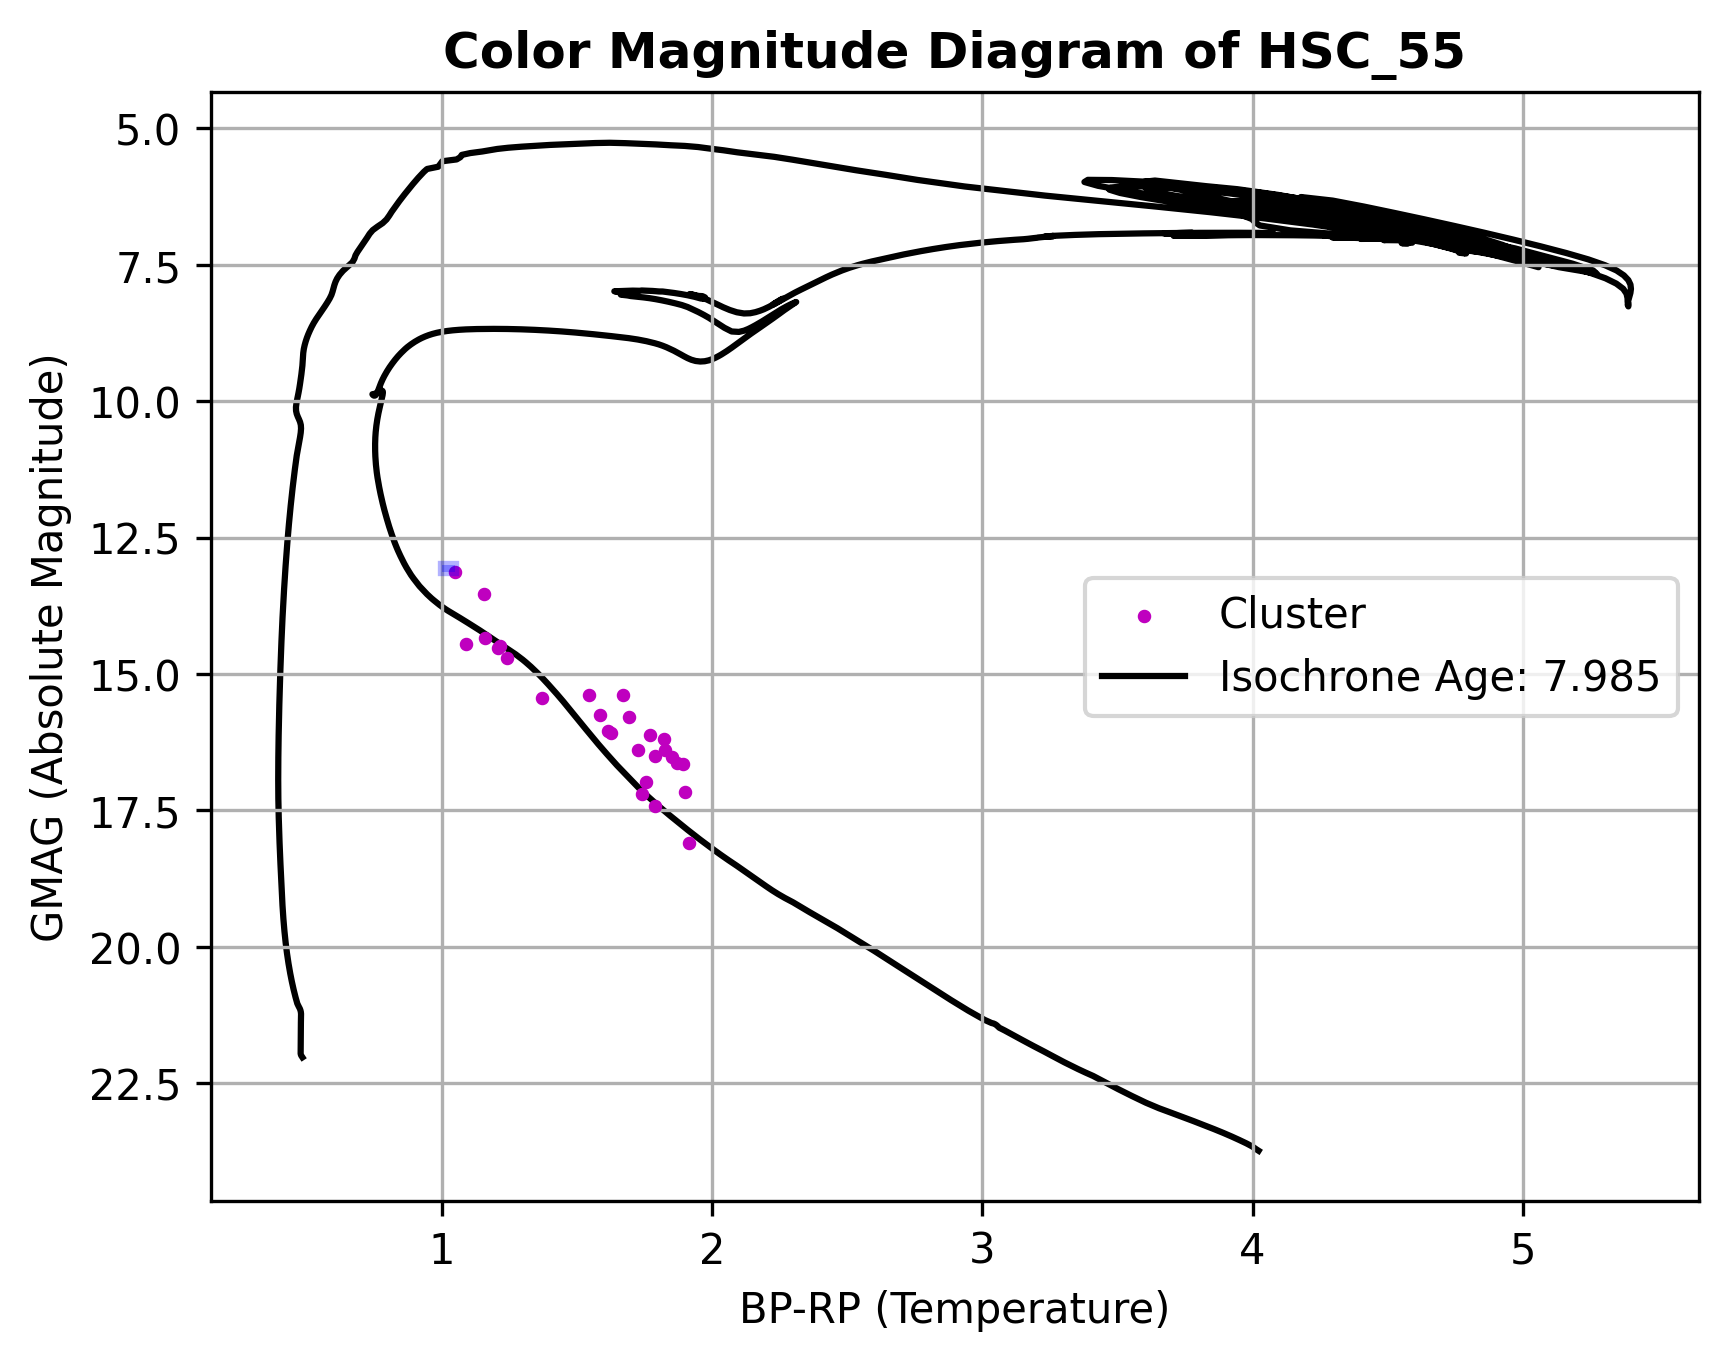 Color Magnitude Diagram of HSC_55
GMAG (Absolute Magnitude)
5.0
7.5
10.0
12.5
15.0
17.5
20.0
22.5
Cluster
Isochrone Age: 7.985
1 2 3 4 5
BP-RP (Temperature)